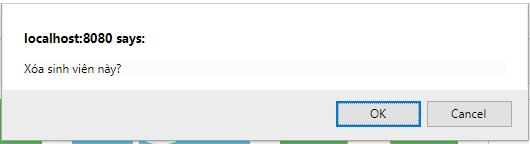 localhost:8080 says:
Xóa sinh viên này?
OK Cancel